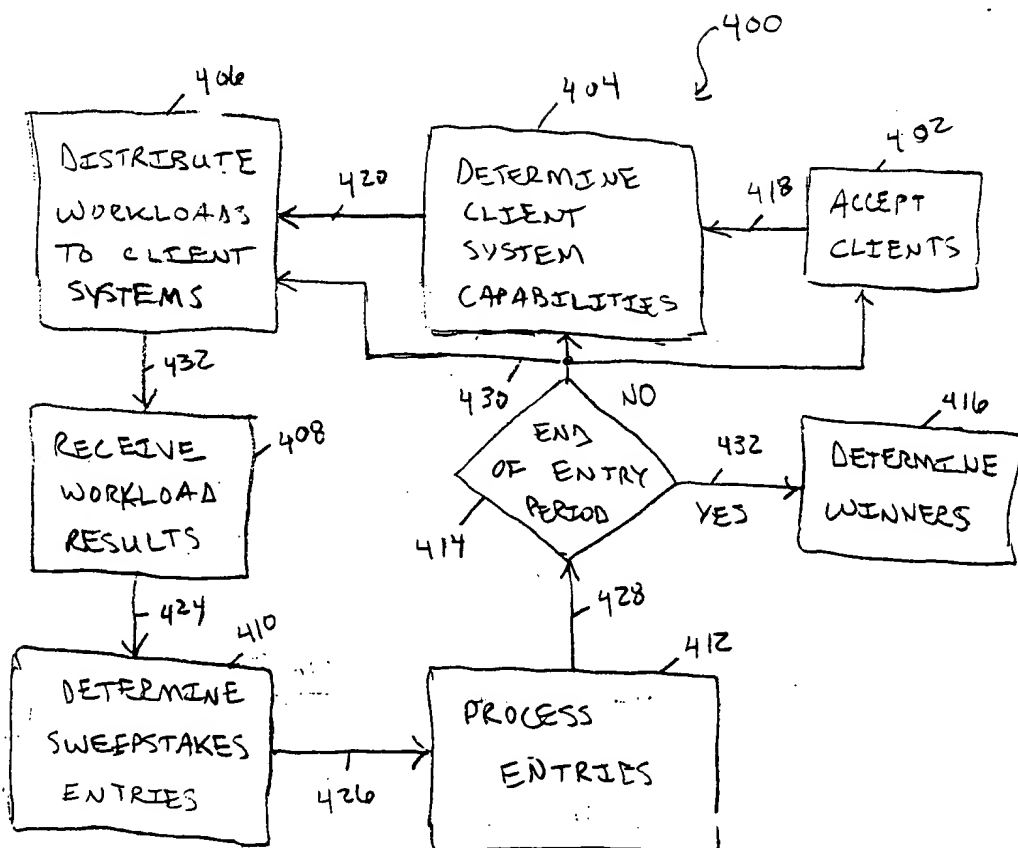 400
406
404
402
DISTRIBUTE
WORKLOADS
TO CLIENT
SYSTEMS
420
DETERMINE
CLIENT
SYSTEM
CAPABILITIES
418
ACCEPT
CLIENTS
432
430
NO
RECEIVE
WORKLOAD
RESULTS
408
END
OF ENTRY
PERIOD
414
432
YES
416
DETERMINE
WINNERS
424
410
428
412
DETERMINE
SWEEPSTAKES
ENTRIES
426
PROCESS
ENTRIES